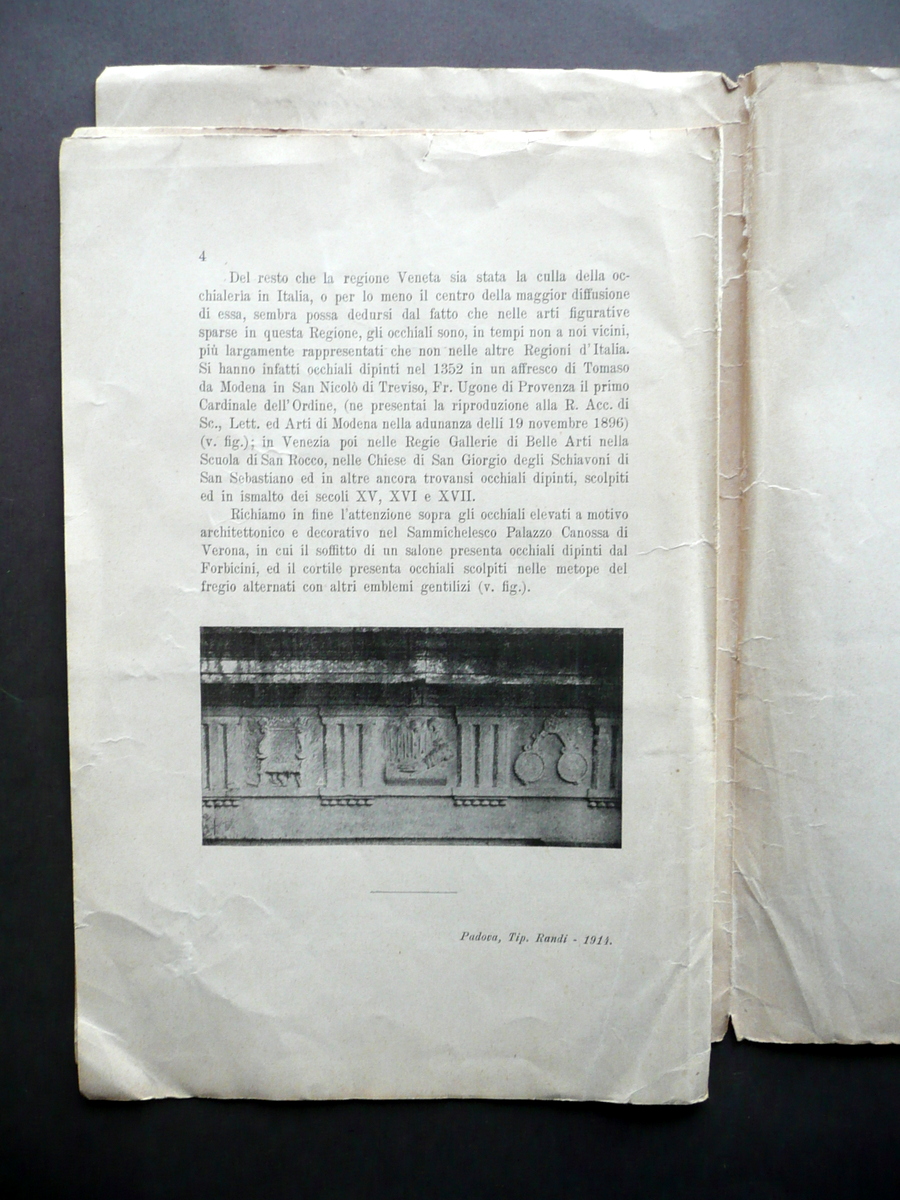 4
Del resto che la regione Veneta sia stata la culla della oc-
chialeria in Italia, o per lo meno il centro della maggior diffusione
di essa, sembra possa dedursi dal fatto che nelle arti figurative
sparse in questa Regione, gli occhiali sono, in tempi non a noi vicini,
più largamente rappresentati che non nelle altre Regioni d'Italia.
Si hanno infatti occhiali dipinti nel 1352 in un affresco di Tomaso
da Modena in San Nicolò di Treviso, Fr. Ugone di Provenza il primo
Cardinale dell'Ordine, (ne presentai la riproduzione alla R. Acc. di
Sc., Lett. ed Arti di Modena nella adunanza delli 19 novembre 1896)
(v. fig.); in Venezia poi nelle Regie Gallerie di Belle Arti nella
Scuola di San Rocco, nelle Chiese di San Giorgio degli Schiavoni di
San Sebastiano ed in altre ancora trovansi occhiali dipinti, scolpiti
ed in ismalto dei secoli XV, XVI e XVII.
Richiamo in fine l'attenzione sopra gli occhiali elevati a motivo
architettonico e decorativo nel Sammichelesco Palazzo Canossa di
Verona, in cui il soffitto di un salone presenta occhiali dipinti dal
Forbicini, ed il cortile presenta occhiali scolpiti nelle metope del
fregio alternati con altri emblemi gentilizi (v. fig.).
Padova, Tip. Randi - 1914.